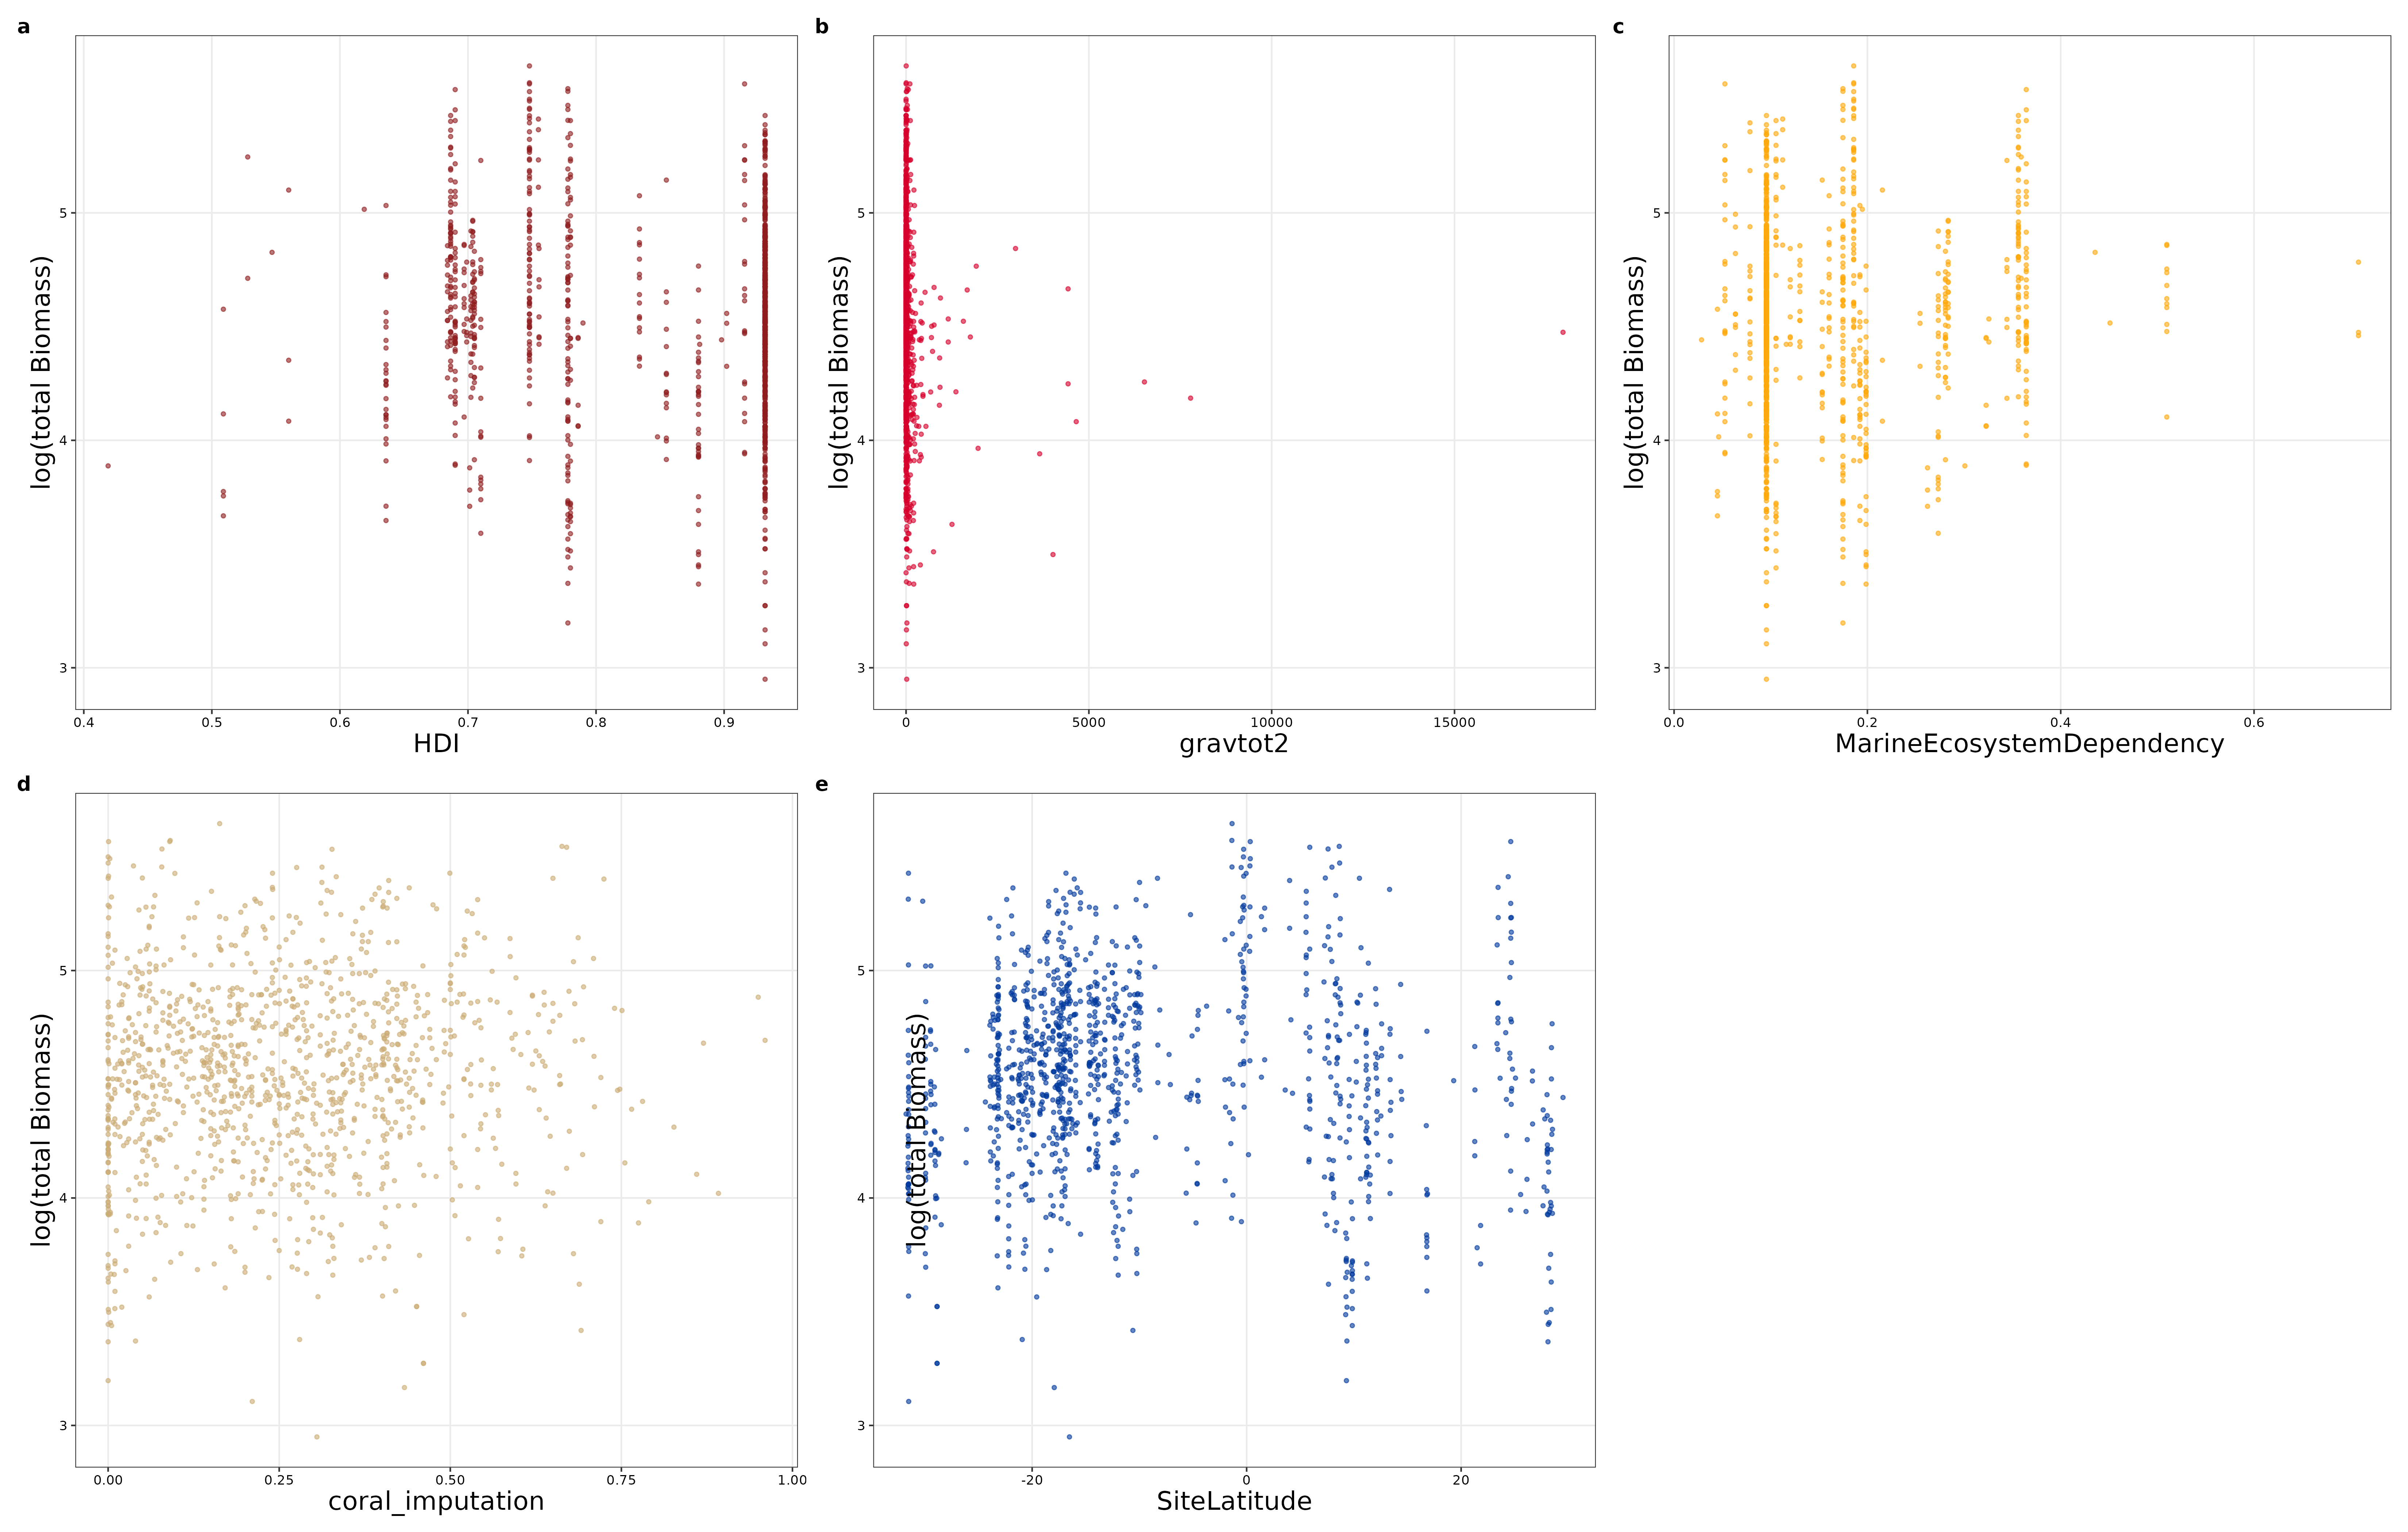 a
log(total Biomass)
5
4
3
0.4 0.5 0.6 0.7 0.8 0.9
HDI
b
log(total Biomass)
5
4
3
0 5000 10000 15000
gravtot2
c
log(total Biomass)
5
4
3
0.0 0.2 0.4 0.6
MarineEcosystemDependency
d
log(total Biomass)
5
4
3
0.00 0.25 0.50 0.75 1.00
coral_imputation
e
log(total Biomass)
5
4
3
-20 0 20
SiteLatitude